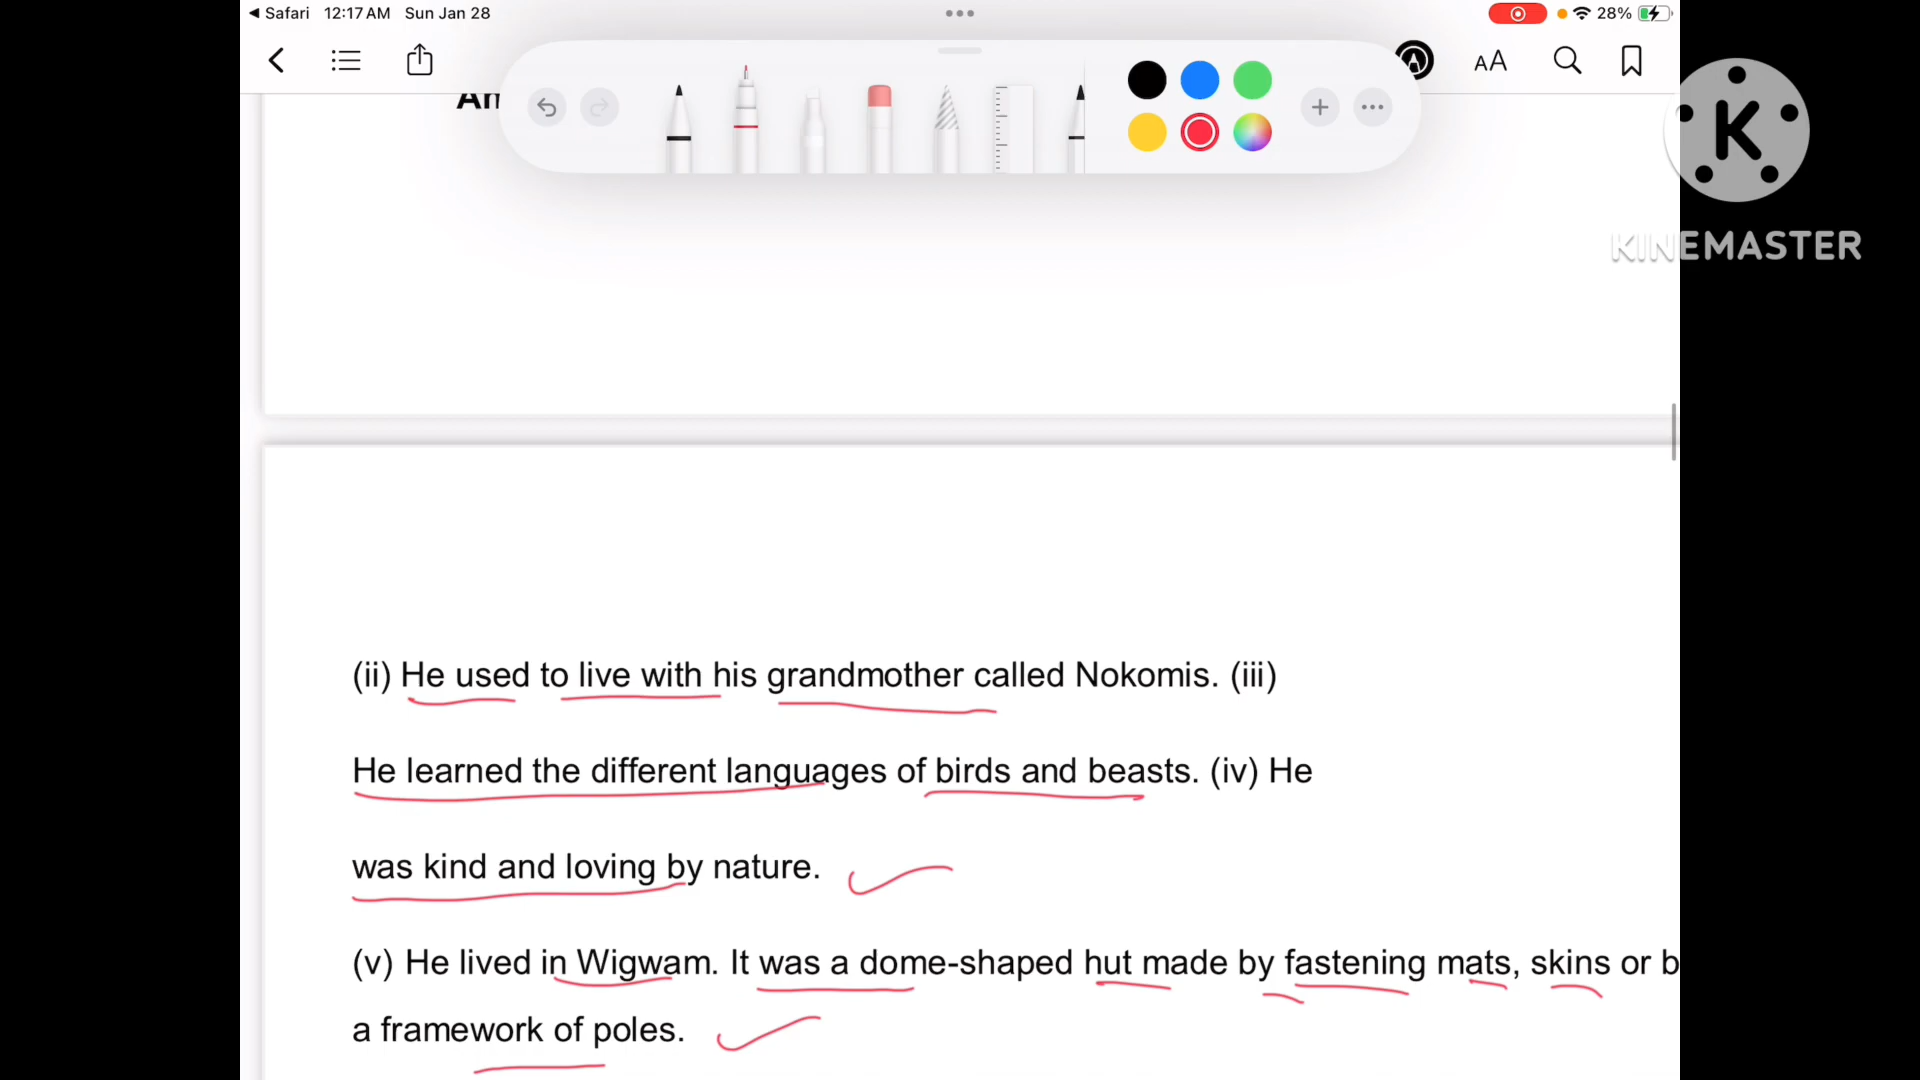 Safari 12:17 AM Sun Jan 28
28%
AA
K
KINEMASTER
(ii) He used to live with his grandmother called Nokomis. (iii)
He learned the different languages of birds and beasts. (iv) He
was kind and loving by nature.
(v) He lived in Wigwam. It was a dome-shaped hut made by fastening mats, skins or b
a framework of poles.